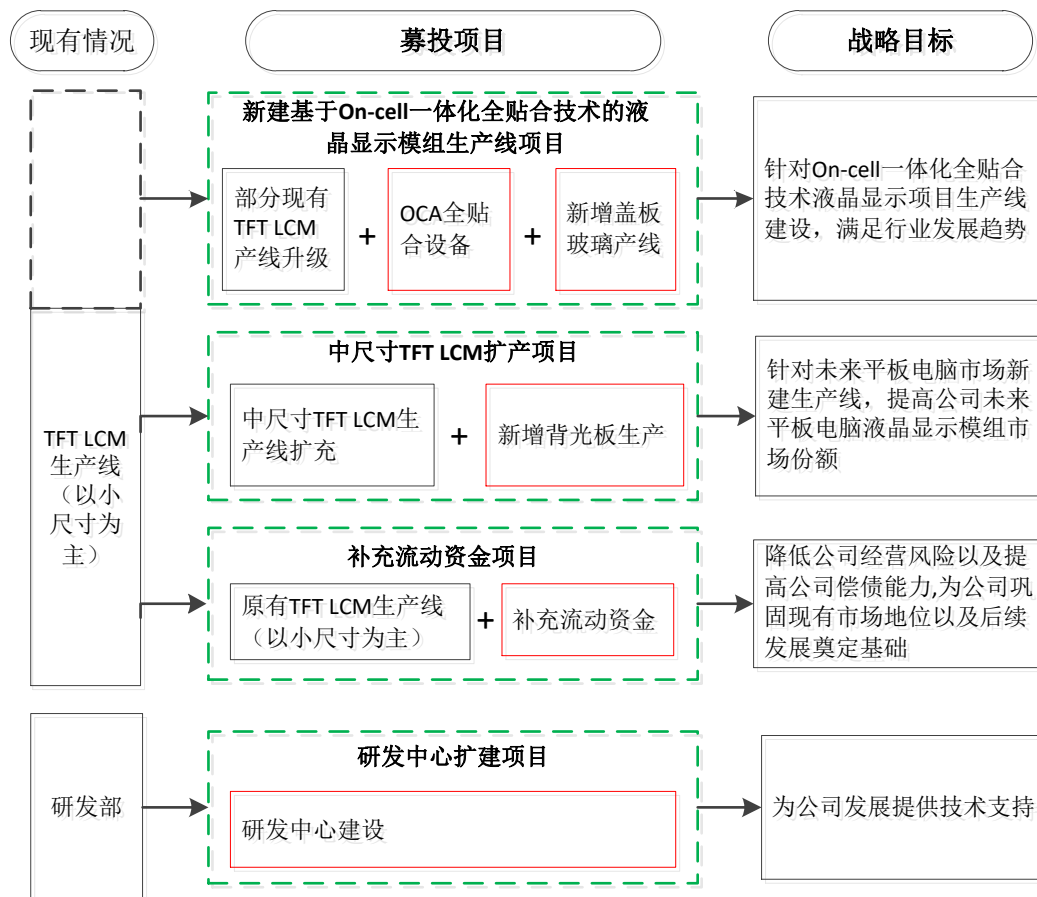 现有情况
募投项目
战略目标
新建基于On-cell一体化全贴合技术的液
晶显示模组生产线项目
部分现有
TFT LCM
产线升级
+
OCA全贴
合设备
+
新增盖板
玻璃产线
针对On-cell一体化全贴合
技术液晶显示项目生产线
建设，满足行业发展趋势
TFT LCM
生产线
（以小
尺寸为
主）
中尺寸TFT LCM扩产项目
中尺寸TFT LCM生
产线扩充
+
新增背光板生产
针对未来平板电脑市场新
建生产线，提高公司未来
平板电脑液晶显示模组市
场份额
补充流动资金项目
原有TFT LCM生产线
（以小尺寸为主）
+
补充流动资金
降低公司经营风险以及提
高公司偿债能力,为公司巩
固现有市场地位以及后续
发展奠定基础
研发部
研发中心扩建项目
研发中心建设
为公司发展提供技术支持